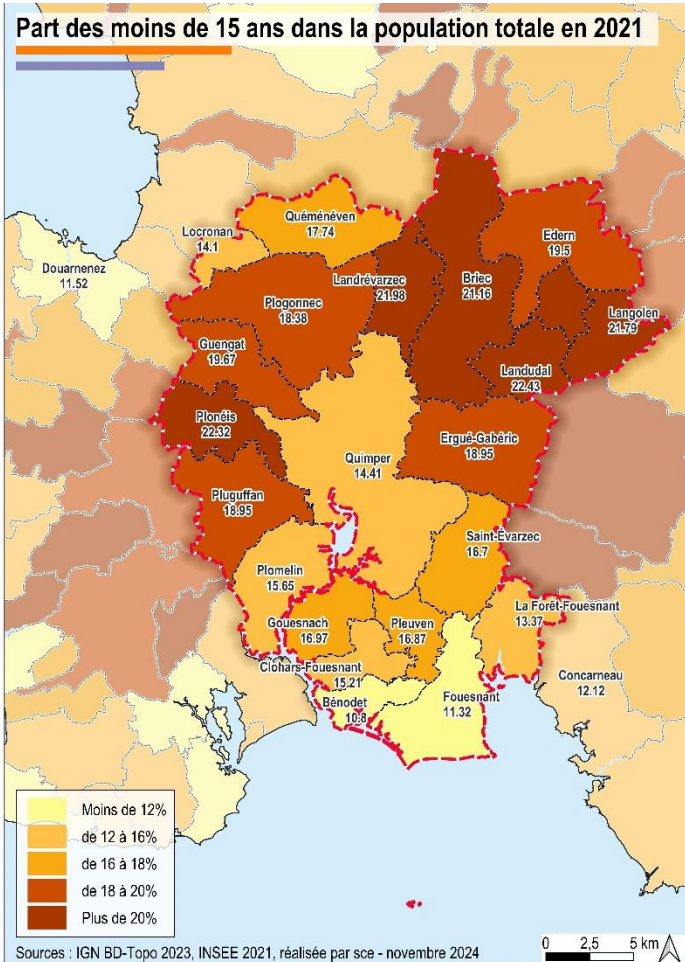 Part des moins de 15 ans dans la population totale en 2021
Quéménéven
17.74
Locronan
14.1
Edern
19.5
Douarnenez
11.52
Landrévarzec
21.98
Briec
21.16
Plogonnec
18.38
Langolen
21.79
Guengat
19.67
Landudal
22.43
Plonéis
22.32
Ergué-Gabéric
18.95
Quimper
14.41
Pluguffan
18.95
Saint-Évarzec
16.7
Plomelin
15.65
La Forêt-Fouesnant
13.37
Gouesnach
16.97
Pleuven
16.87
Clohars-Fouesnant
15.21
Concarneau
12.12
Bénodet
10.8
Fouesnant
11.32
Moins de 12%
de 12 à 16%
de 16 à 18%
de 18 à 20%
Plus de 20%
Sources : IGN BD-Topo 2023, INSEE 2021, réalisée par sce - novembre 2024
0 2,5 5 km